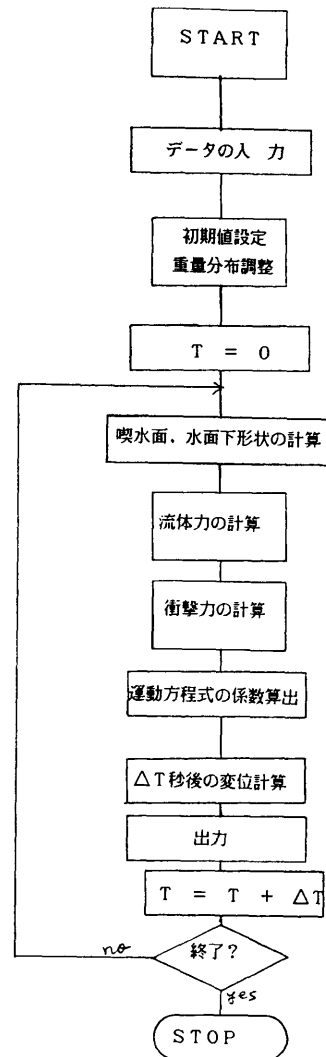 START
データの入 力
初期値設定
重量分布調整
T = 0
喫水面．水面下形状の計算
流体力の計算
衝撃力の計算
運動方程式の係数算出
△T秒後の変位計算
出力
T = T + △T
終了?
no
yes
STOP